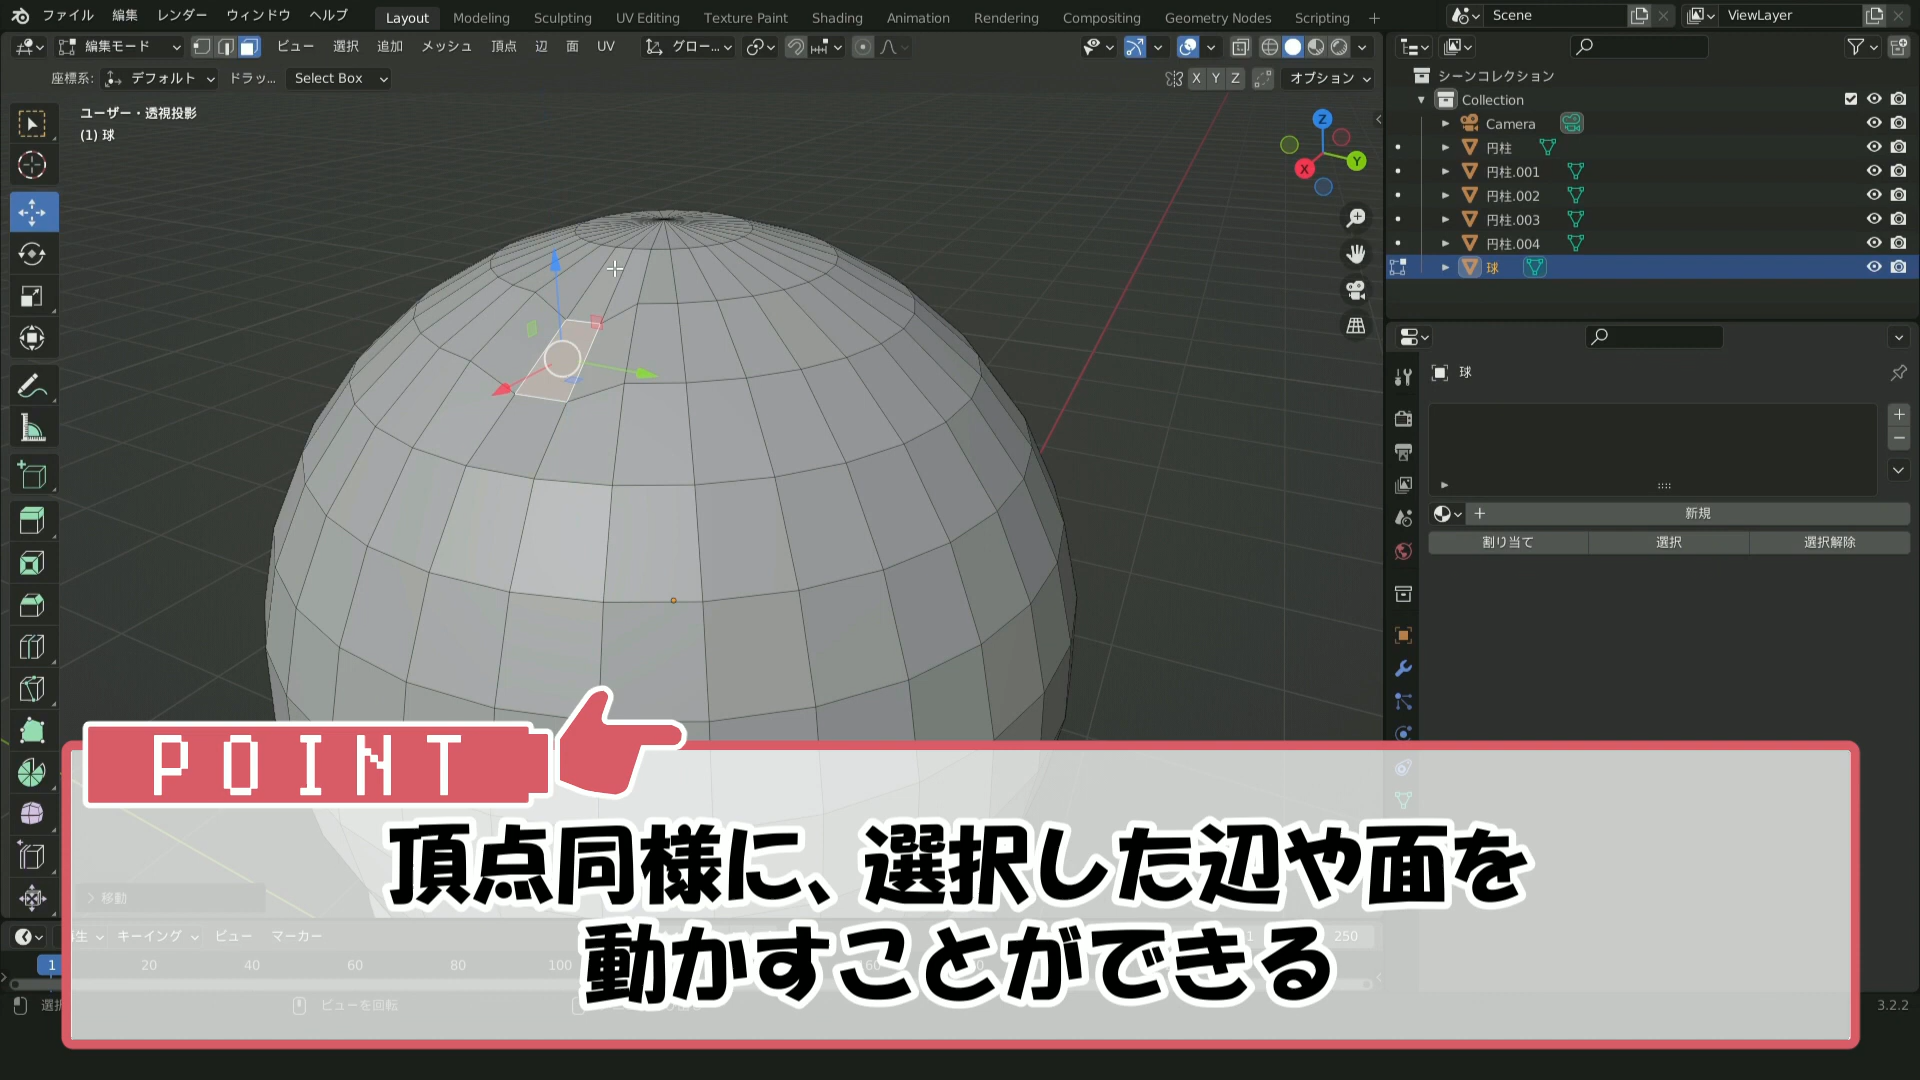 ファイル 編集 レンダー ウィンドウ ヘルプ Layout Modeling Sculpting UV Editing Texture Paint Shading Animation Rendering Compositing Geometry Nodes Scripting + Scene ViewLayer
編集モード ビュー 選択 追加 メッシュ 頂点 辺 面 UV グロー...
座標系: デフォルト ドラッ... Select Box X Y Z オプション
ユーザー・透視投影
(1) 球
Z
Y
X
シーンコレクション
Collection
Camera
円柱
円柱.001
円柱.002
円柱.003
円柱.004
球
球
新規
割り当て 選択 選択解除
POINT
頂点同様に、選択した辺や面を
動かすことができる
移動
生 キーイング ビュー マーカー 1 250
1 20 40 60 80 100
選択 ビューを回転
3.2.2